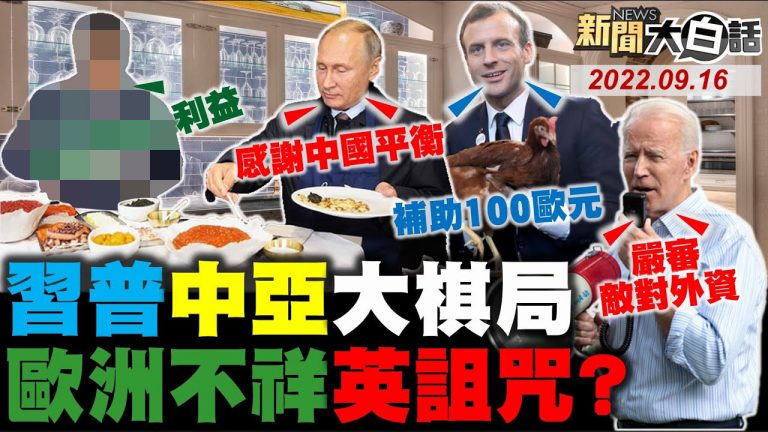 NEWS
新聞大白話
2022.09.16
利益
感謝中國平衡
補助100歐元
嚴審
敵對外資
習普中亞大棋局
歐洲不祥英詛咒?